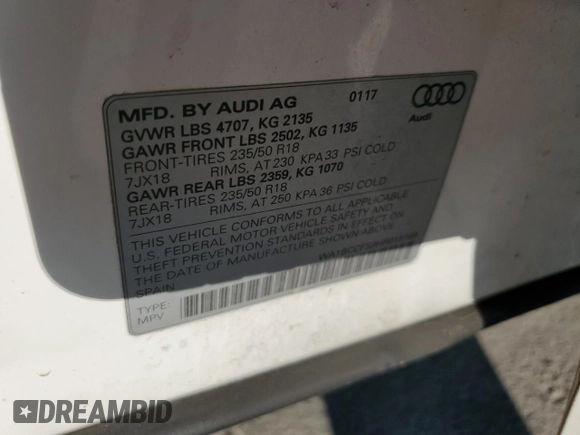 MFD. BY AUDI AG 0117
GVWR LBS 4707, KG 2135
GAWR FRONT LBS 2502, KG 1135
FRONT-TIRES 235/50 R18
7JX18 RIMS, AT 230 KPA 33 PSI COLD
GAWR REAR LBS 2359, KG 1070
REAR-TIRES 235/50 R18
7JX18 RIMS, AT 250 KPA 36 PSI COLD
Audi
THIS VEHICLE CONFORMS TO ALL APPLICABLE
U.S. FEDERAL MOTOR VEHICLE SAFETY AND
THEFT PREVENTION STANDARDS IN EFFECT ON
THE DATE OF MANUFACTURE SHOWN ABOVE.
SPAIN
TYPE:
MPV
DREAMBID